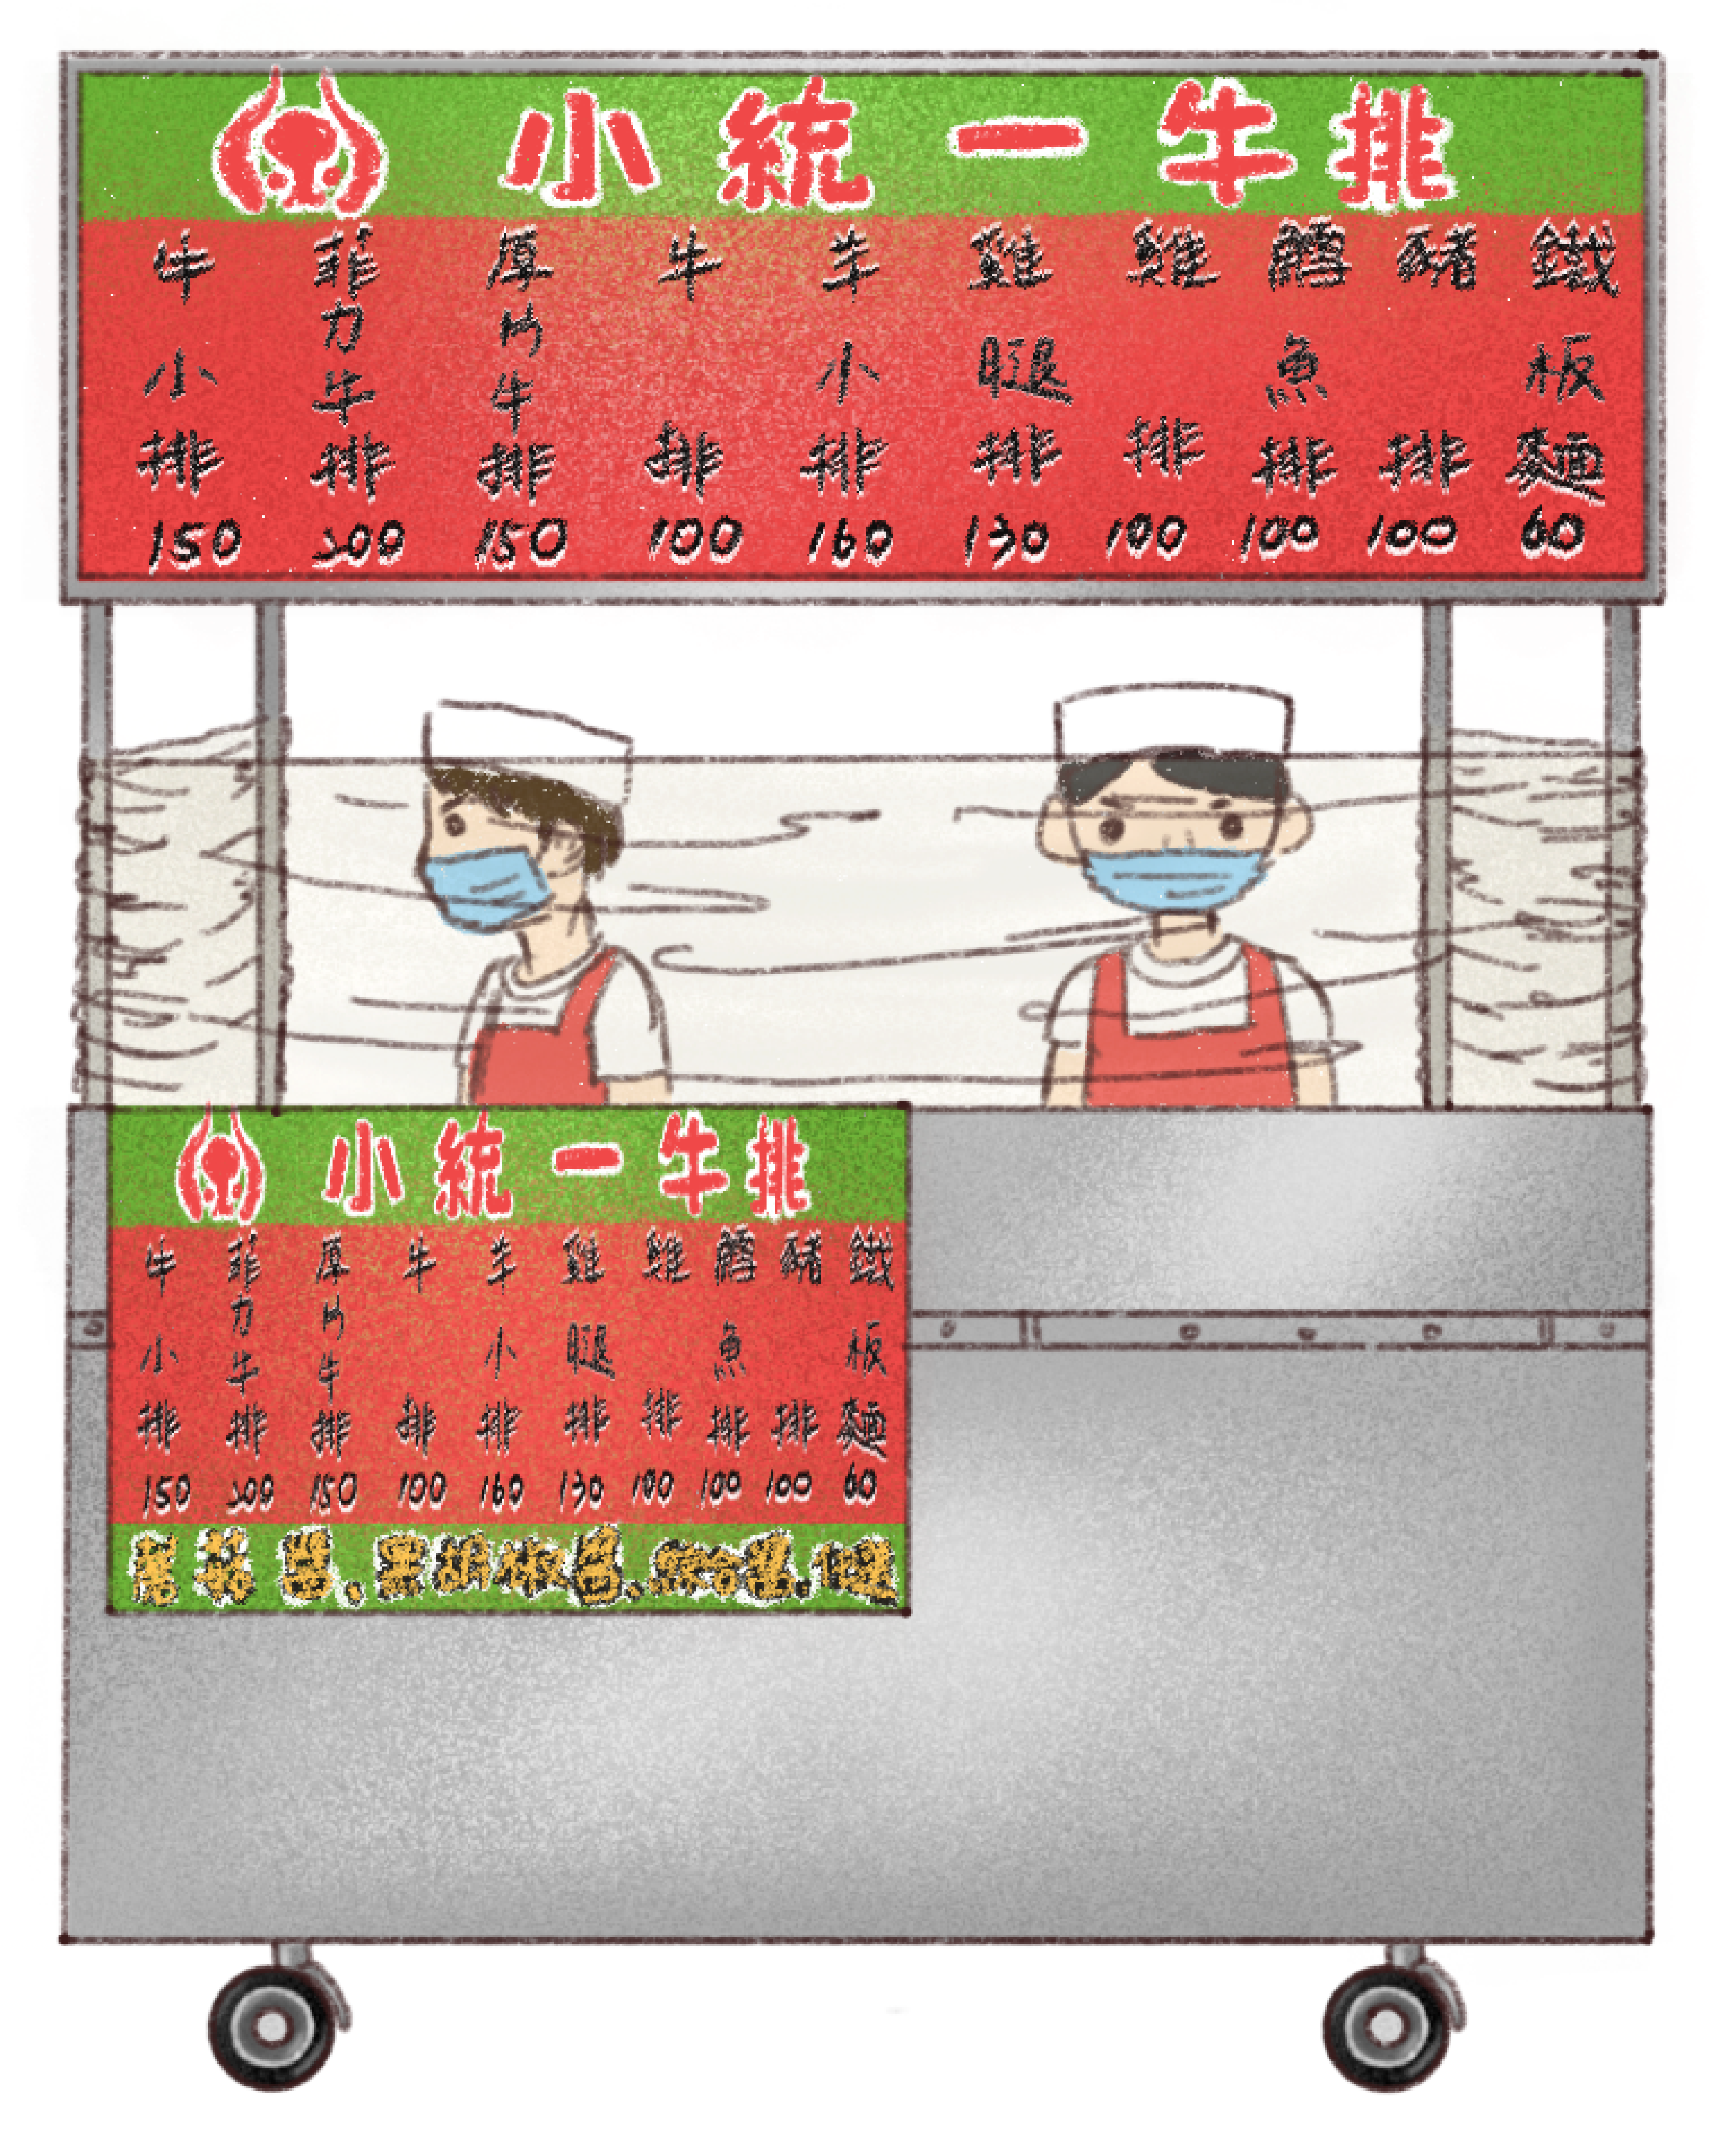 小統一牛排
牛小排 150
菲力牛排 200
厚片牛排 150
牛排 100
羊小排 160
雞腿排 130
雞排 100
鱈魚排 100
豬排 100
鐵板麵 60
小統一牛排
牛小排 150
菲力牛排 200
厚片牛排 150
牛排 100
羊小排 160
雞腿排 130
雞排 100
鱈魚排 100
豬排 100
鐵板麵 60
蘑菇醬、黑胡椒醬、綜合醬、